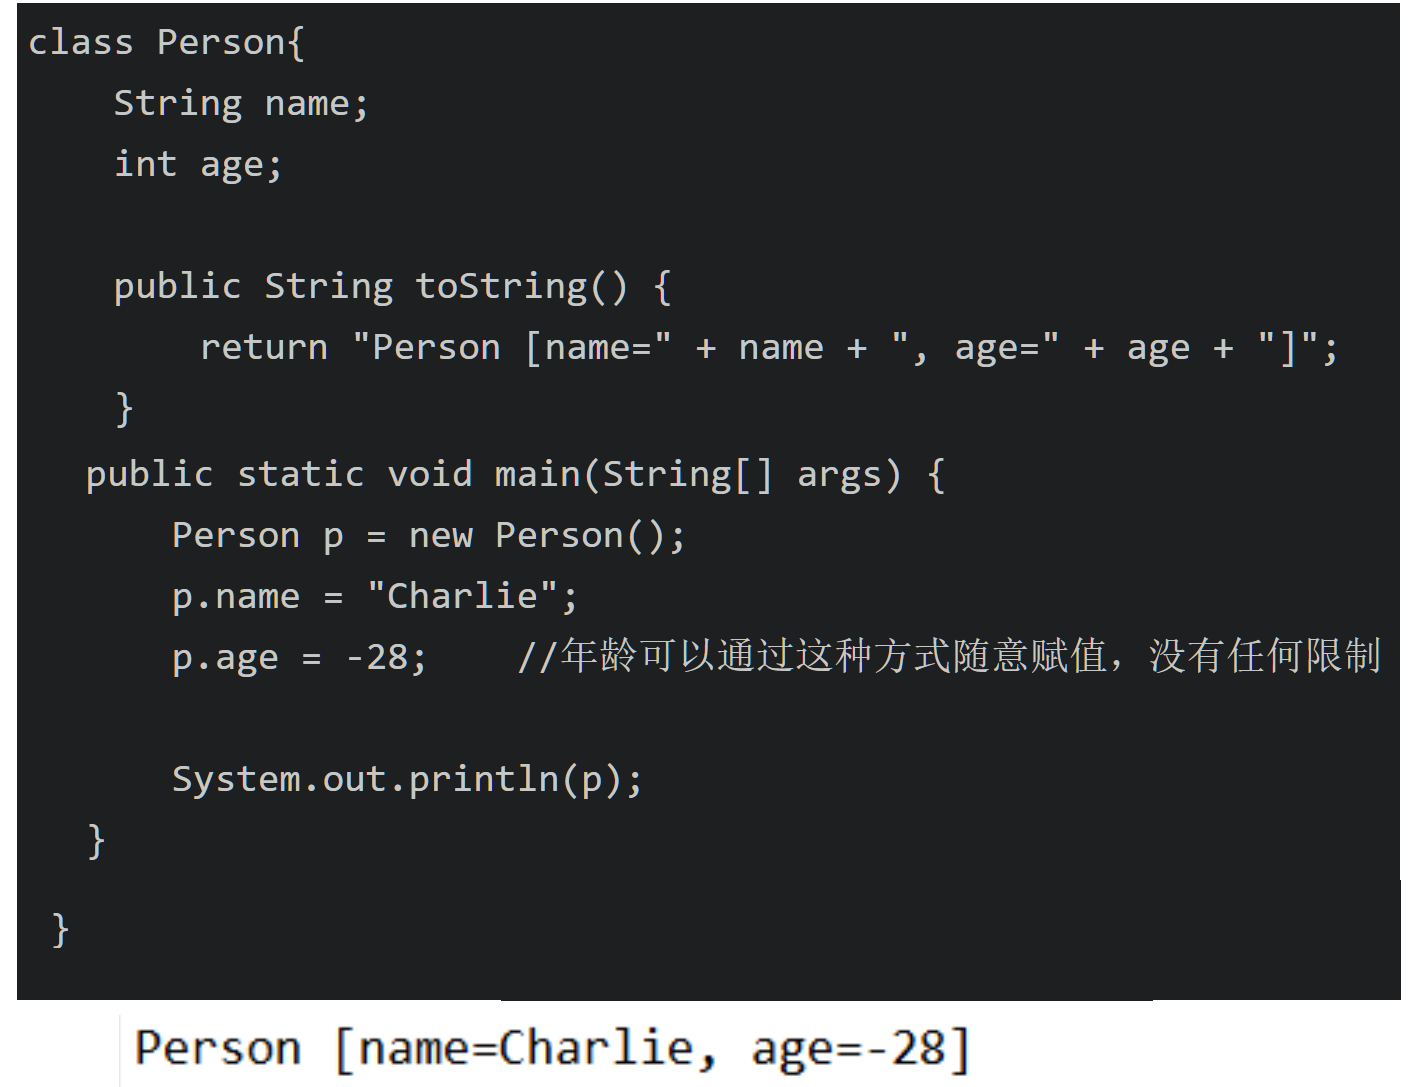 class Person{
    String name;
    int age;
    public String toString() {
        return "Person [name=" + name + ", age=" + age + "]";
    }
   public static void main(String[] args) {
       Person p = new Person();
       p.name = "Charlie";
       p.age = -28;    //年龄可以通过这种方式随意赋值，没有任何限制
       System.out.println(p);
   }
 }
Person [name=Charlie, age=-28]